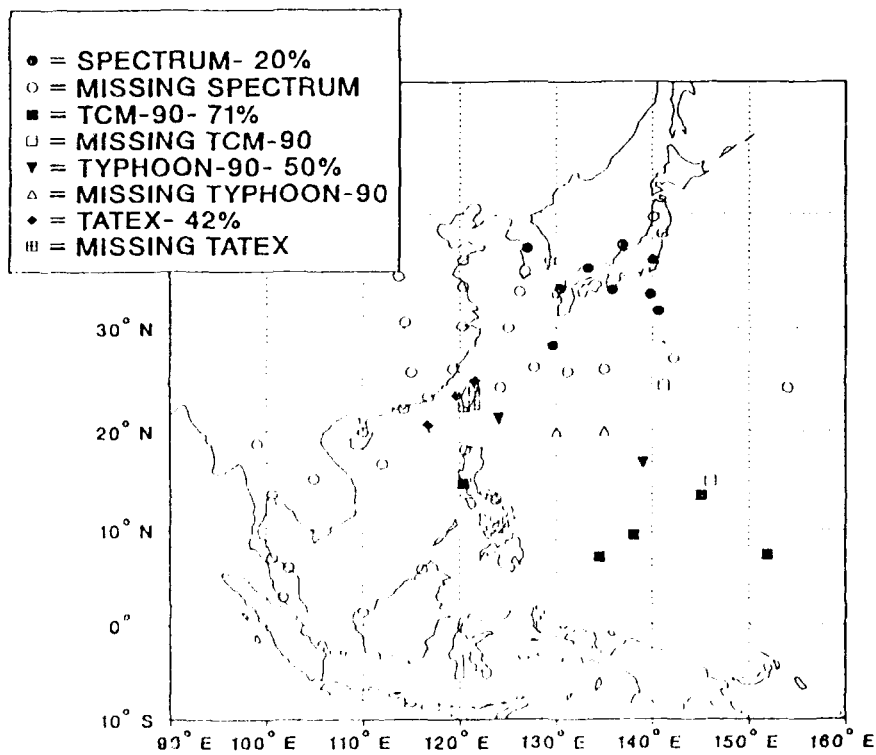 ● = SPECTRUM- 20%
○ = MISSING SPECTRUM
■ = TCM-90- 71%
□ = MISSING TCM-90
▼ = TYPHOON-90- 50%
△ = MISSING TYPHOON-90
◆ = TATEX- 42%
⊞ = MISSING TATEX
30° N
20° N
10° N
0°
10° S
90° E 100° E 110° E 120° E 130° E 140° E 150° E 160° E